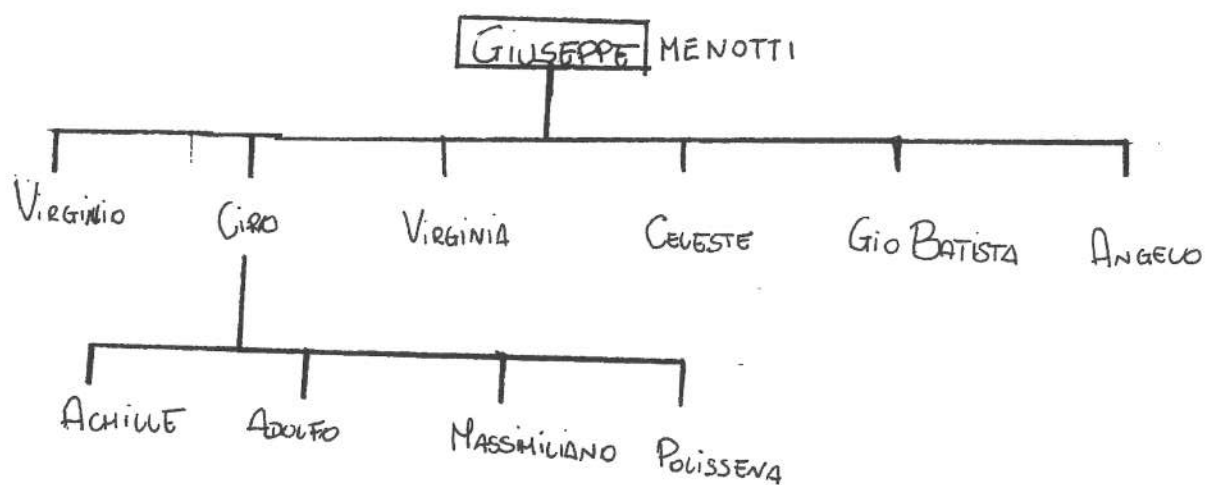 GIUSEPPE MENOTTI
VIRGINIO CIRO VIRGINIA CELESTE GIO BATISTA ANGELO
ACHILLE ADOLFO MASSIMILIANO POLISSENA